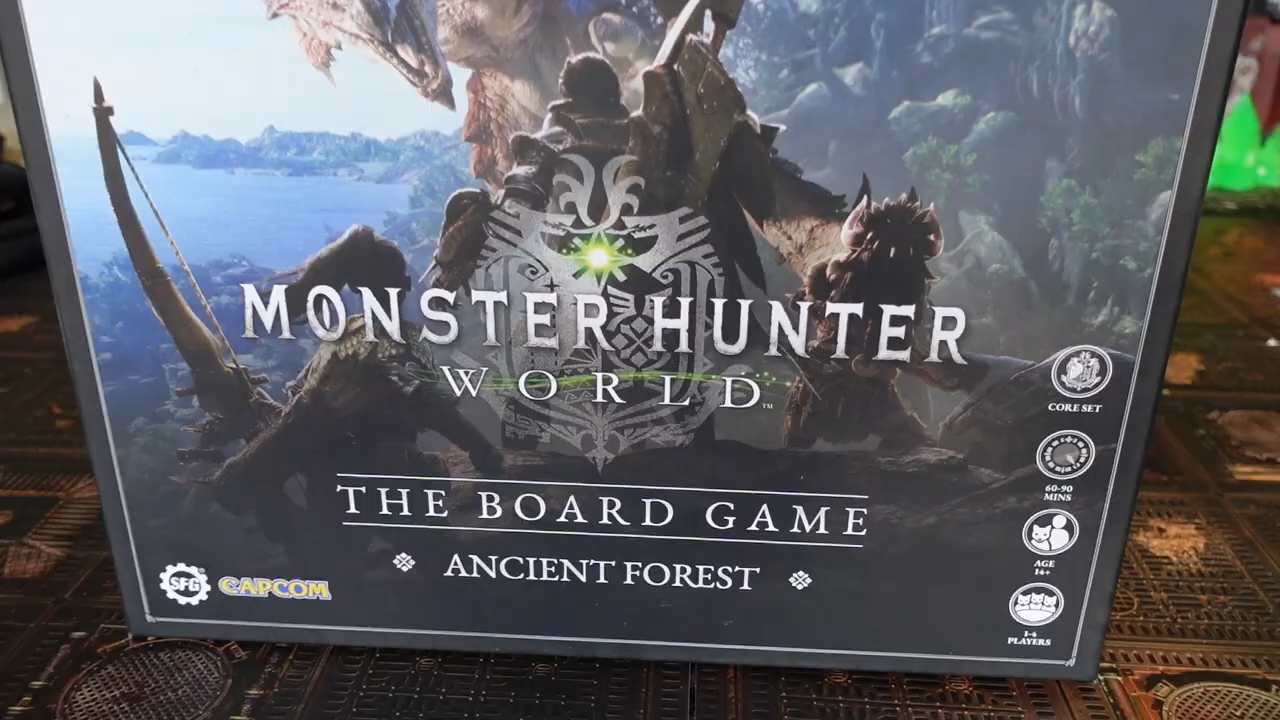 MONSTER HUNTER
WORLD™
CORE SET
60-90
MINS
THE BOARD GAME
AGE
14+
ANCIENT FOREST
SFG
CAPCOM
1-4
PLAYERS